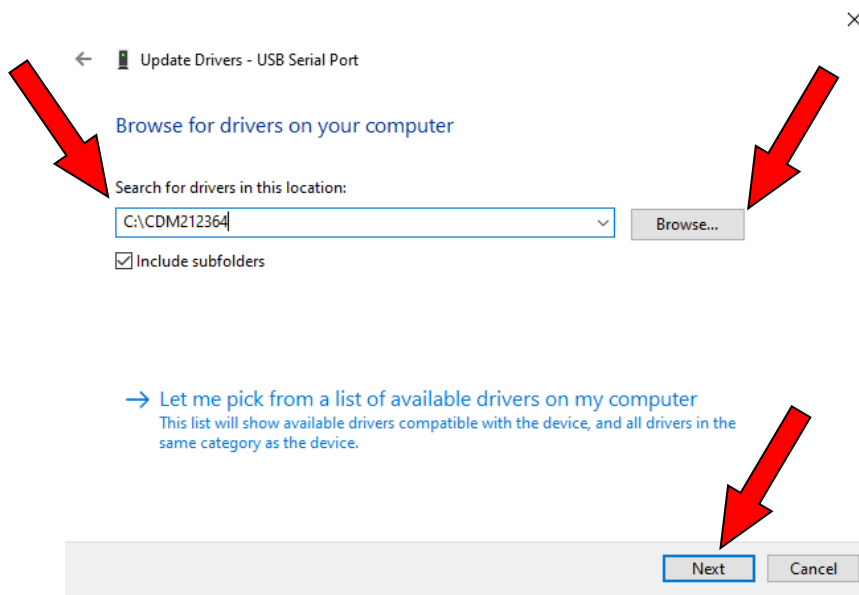 Update Drivers - USB Serial Port
Browse for drivers on your computer
Search for drivers in this location:
C:\CDM212364
Browse...
Include subfolders
Let me pick from a list of available drivers on my computer
This list will show available drivers compatible with the device, and all drivers in the
same category as the device.
Next Cancel